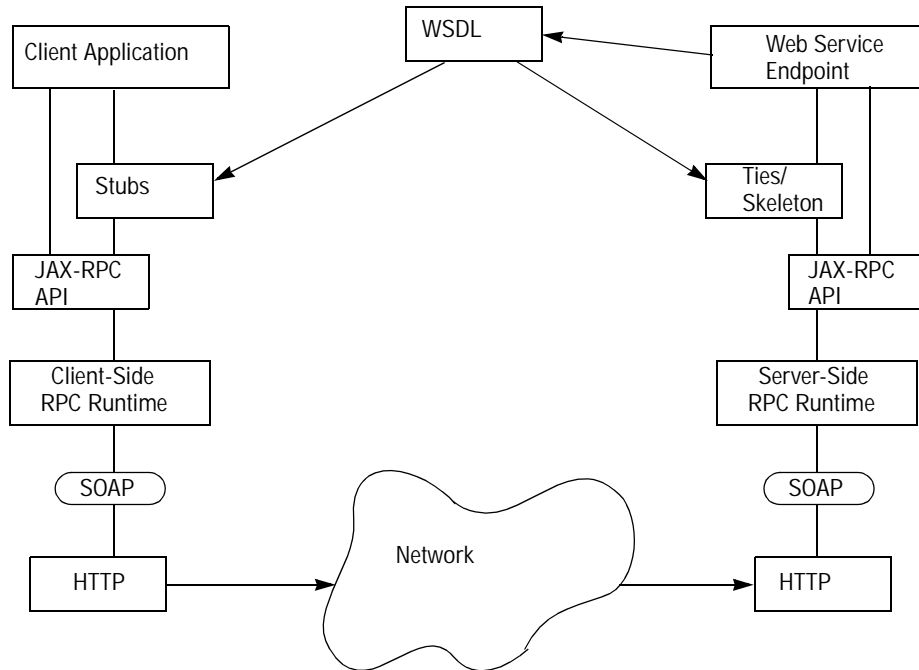 Client Application
WSDL
Web Service
Endpoint
Stubs
Ties/
Skeleton
JAX-RPC
API
JAX-RPC
API
Client-Side
RPC Runtime
Server-Side
RPC Runtime
SOAP
SOAP
Network
HTTP
HTTP